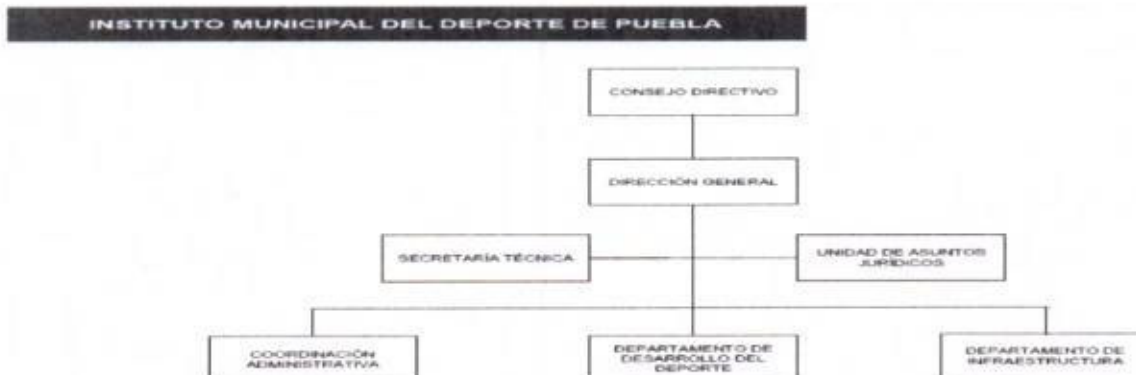 INSTITUTO MUNICIPAL DEL DEPORTE DE PUEBLA
CONSEJO DIRECTIVO
DIRECCIÓN GENERAL
SECRETARÍA TÉCNICA
UNIDAD DE ASUNTOS
JURÍDICOS
COORDINACIÓN
ADMINISTRATIVA
DEPARTAMENTO DE
DESARROLLO DEL
DEPORTE
DEPARTAMENTO DE
INFRAESTRUCTURA